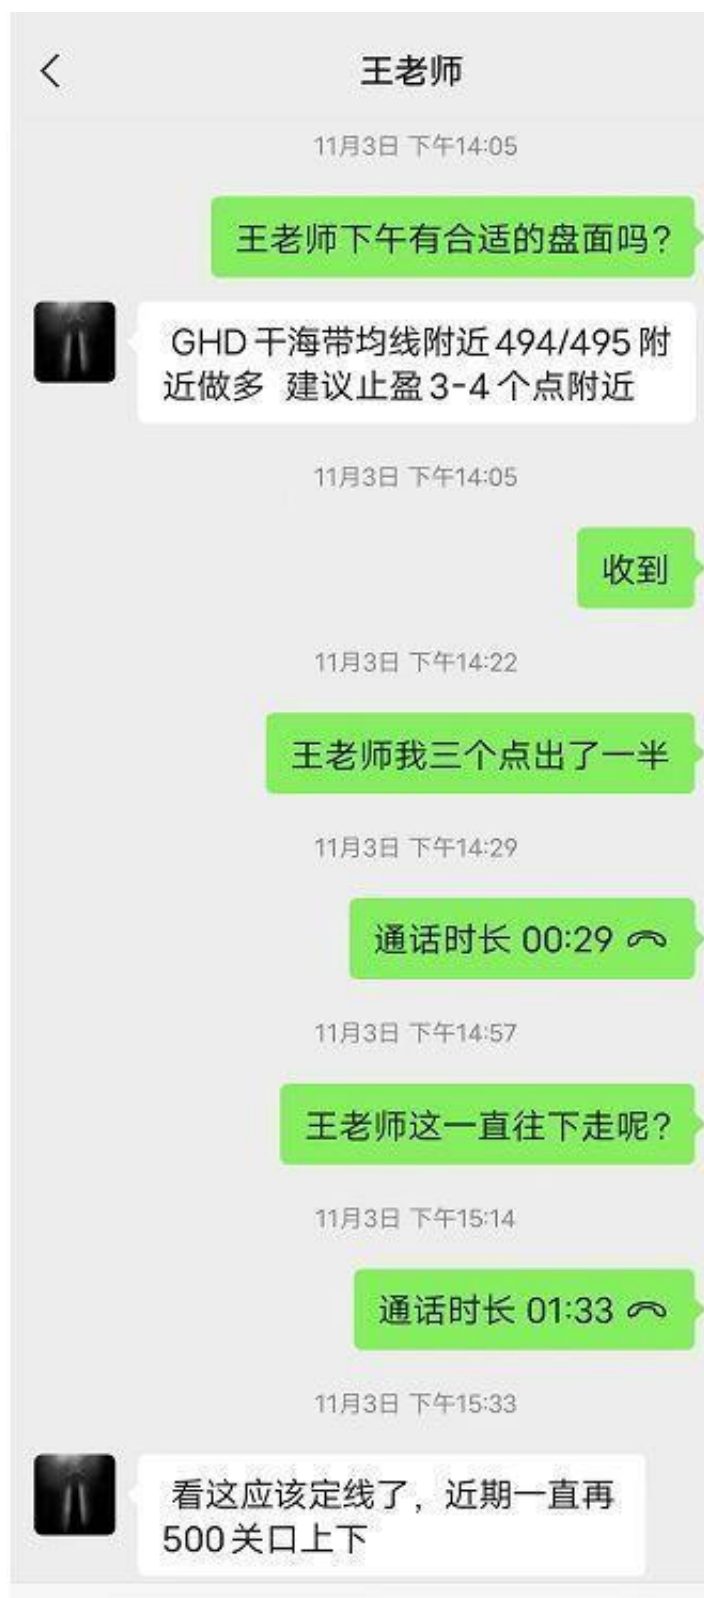 王老师
11月3日 下午14:05
王老师下午有合适的盘面吗?
GHD干海带均线附近494/495附
近做多 建议止盈3-4个点附近
11月3日 下午14:05
收到
11月3日 下午14:22
王老师我三个点出了一半
11月3日 下午14:29
通话时长 00:29
11月3日 下午14:57
王老师这一直往下走呢?
11月3日 下午15:14
通话时长 01:33
11月3日 下午15:33
看这应该定线了，近期一直再
500关口上下